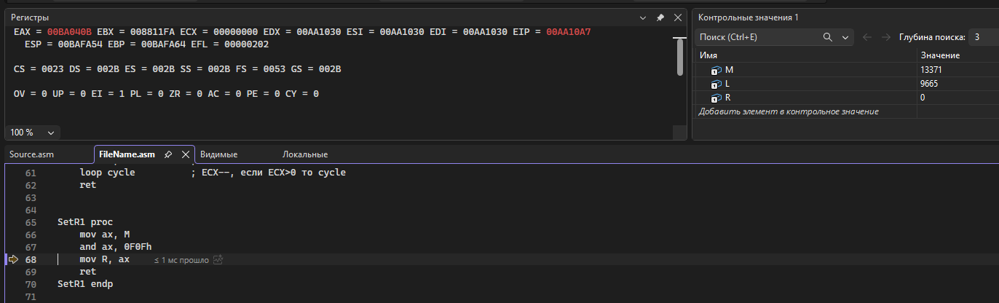 Регистры
EAX = 00BA040B EBX = 008811FA ECX = 00000000 EDX = 00AA1030 ESI = 00AA1030 EDI = 00AA1030 EIP = 00AA10A7
ESP = 00BAFA54 EBP = 00BAFA64 EFL = 00000202
CS = 0023 DS = 002B ES = 002B SS = 002B FS = 0053 GS = 002B
OV = 0 UP = 0 EI = 1 PL = 0 ZR = 0 AC = 0 PE = 0 CY = 0
100 %
Контрольные значения 1
Поиск (Ctrl+E) Глубина поиска: 3
Имя Значение
M 13371
L 9665
R 0
Добавить элемент в контрольное значение
Source.asm FileName.asm Видимые Локальные
61 loop cycle ; ECX--, если ECX>0 то cycle
62 ret
63
64
65 SetR1 proc
66 mov ax, M
67 and ax, 0F0Fh
68 mov R, ax ≤ 1 мс прошло
69 ret
70 SetR1 endp
71